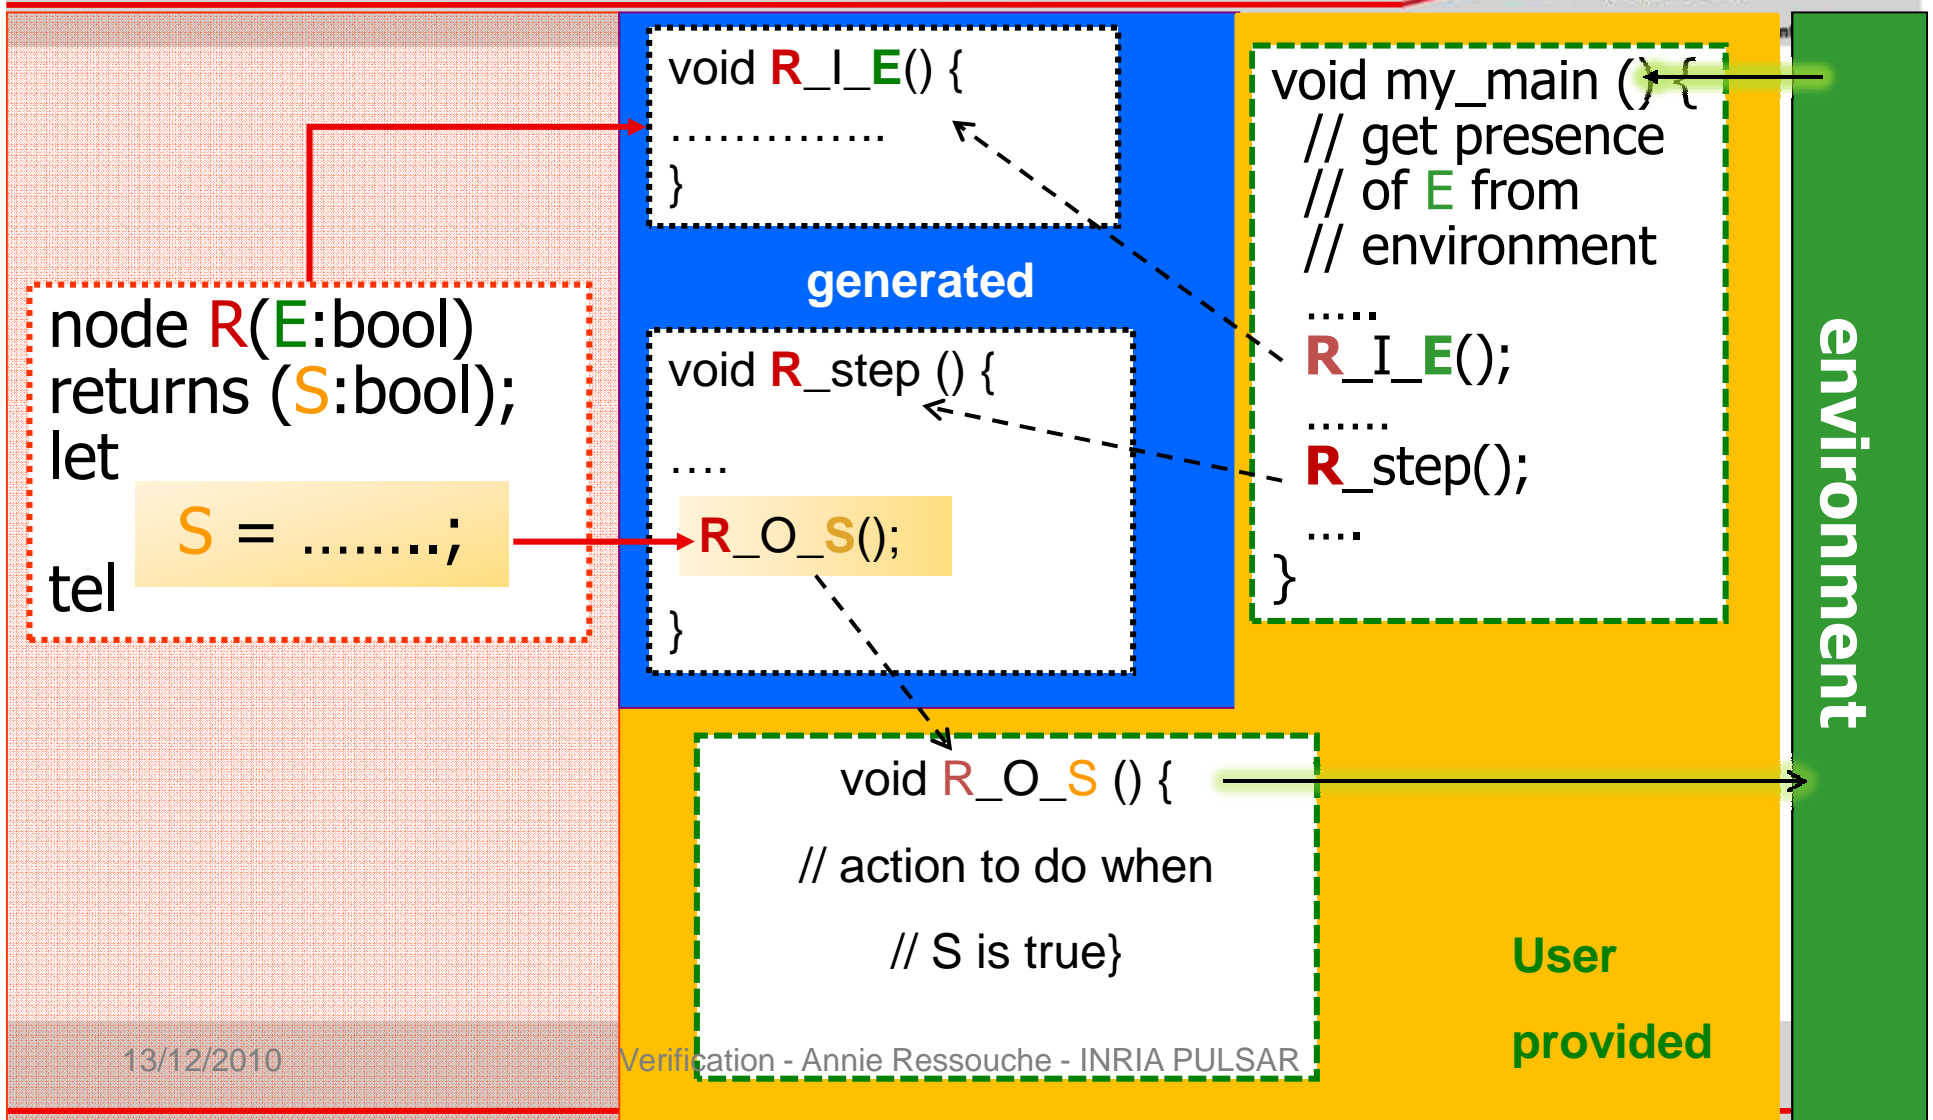 node R(E:bool)
returns (S:bool);
let
S = ........;
tel
void R_I_E() {
…………..
}
generated
void R_step () {
….
R_O_S();
}
void my_main () {
// get presence
// of E from
// environment
.....
R_I_E();
......
R_step();
....
}
void R_O_S () {
// action to do when
// S is true}
User
provided
environment
13/12/2010
Verification - Annie Ressouche - INRIA PULSAR